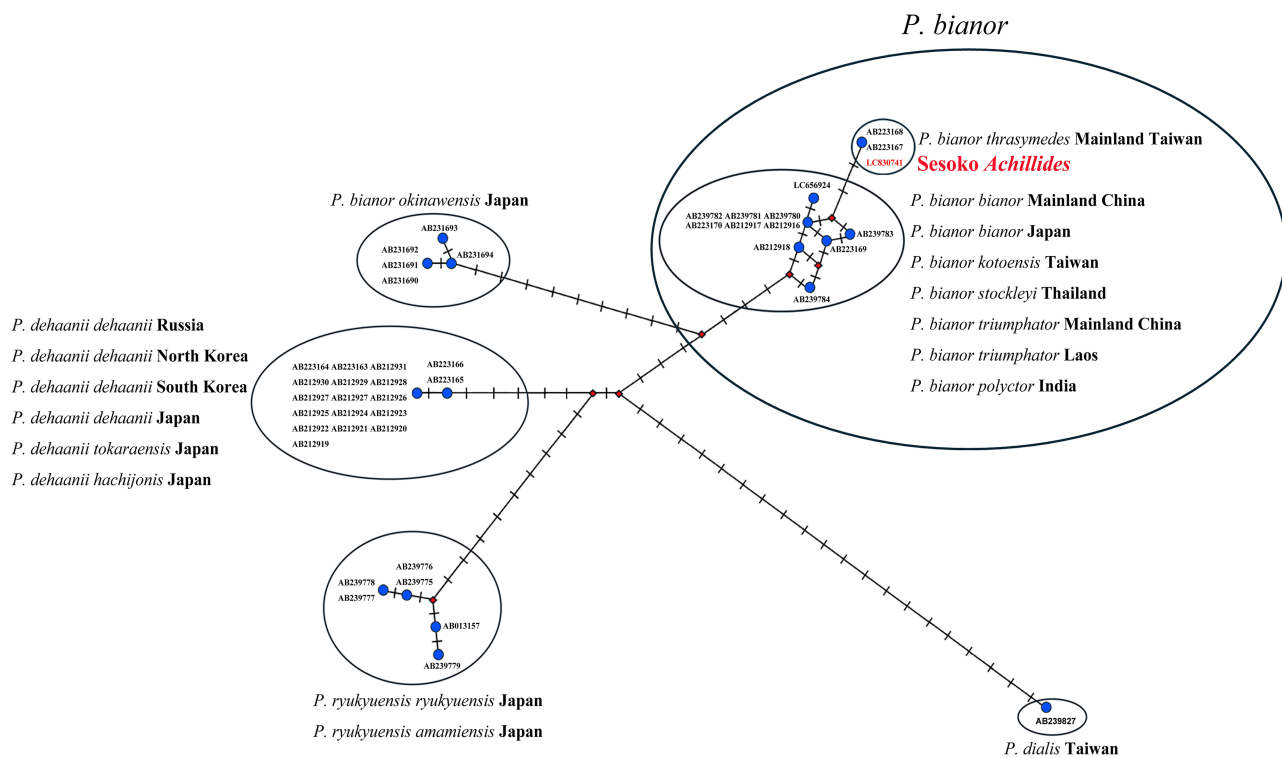 P. bianor
AB223168
AB223167
LC830741
P. bianor thrasymedes Mainland Taiwan
Sesoko Achillides
LC656924
AB239782 AB239781 AB239780
AB223170 AB212917 AB212916
AB239783
AB212918
AB223169
AB239784
P. bianor bianor Mainland China
P. bianor bianor Japan
P. bianor kotoensis Taiwan
P. bianor stockleyi Thailand
P. bianor triumphator Mainland China
P. bianor triumphator Laos
P. bianor polyctor India
P. bianor okinawensis Japan
AB231693
AB231692
AB231691
AB231690
AB231694
P. dehaanii dehaanii Russia
P. dehaanii dehaanii North Korea
P. dehaanii dehaanii South Korea
P. dehaanii dehaanii Japan
P. dehaanii tokaraensis Japan
P. dehaanii hachijonis Japan
AB223164 AB223163 AB212931
AB212930 AB212929 AB212928
AB212927 AB212927 AB212926
AB212925 AB212924 AB212923
AB212922 AB212921 AB212920
AB212919
AB223166
AB223165
AB239776
AB239775
AB239778
AB239777
AB013157
AB239779
P. ryukyuensis ryukyuensis Japan
P. ryukyuensis amamiensis Japan
AB239827
P. dialis Taiwan